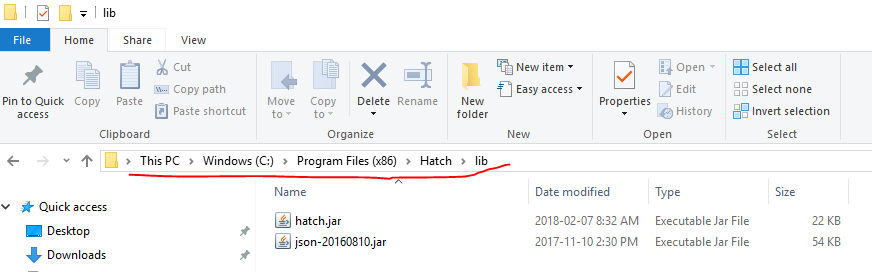 lib
File Home Share View
Pin to Quick access
Copy
Paste
Cut
Copy path
Paste shortcut
Clipboard
Move to
Copy to
Delete
Rename
Organize
New folder
New item
Easy access
New
Properties
Open
Edit
History
Open
Select all
Select none
Invert selection
Select
This PC > Windows (C:) > Program Files (x86) > Hatch > lib
Quick access
Desktop
Downloads
Name Date modified Type Size
hatch.jar 2018-02-07 8:32 AM Executable Jar File 22 KB
json-20160810.jar 2017-11-10 2:30 PM Executable Jar File 54 KB